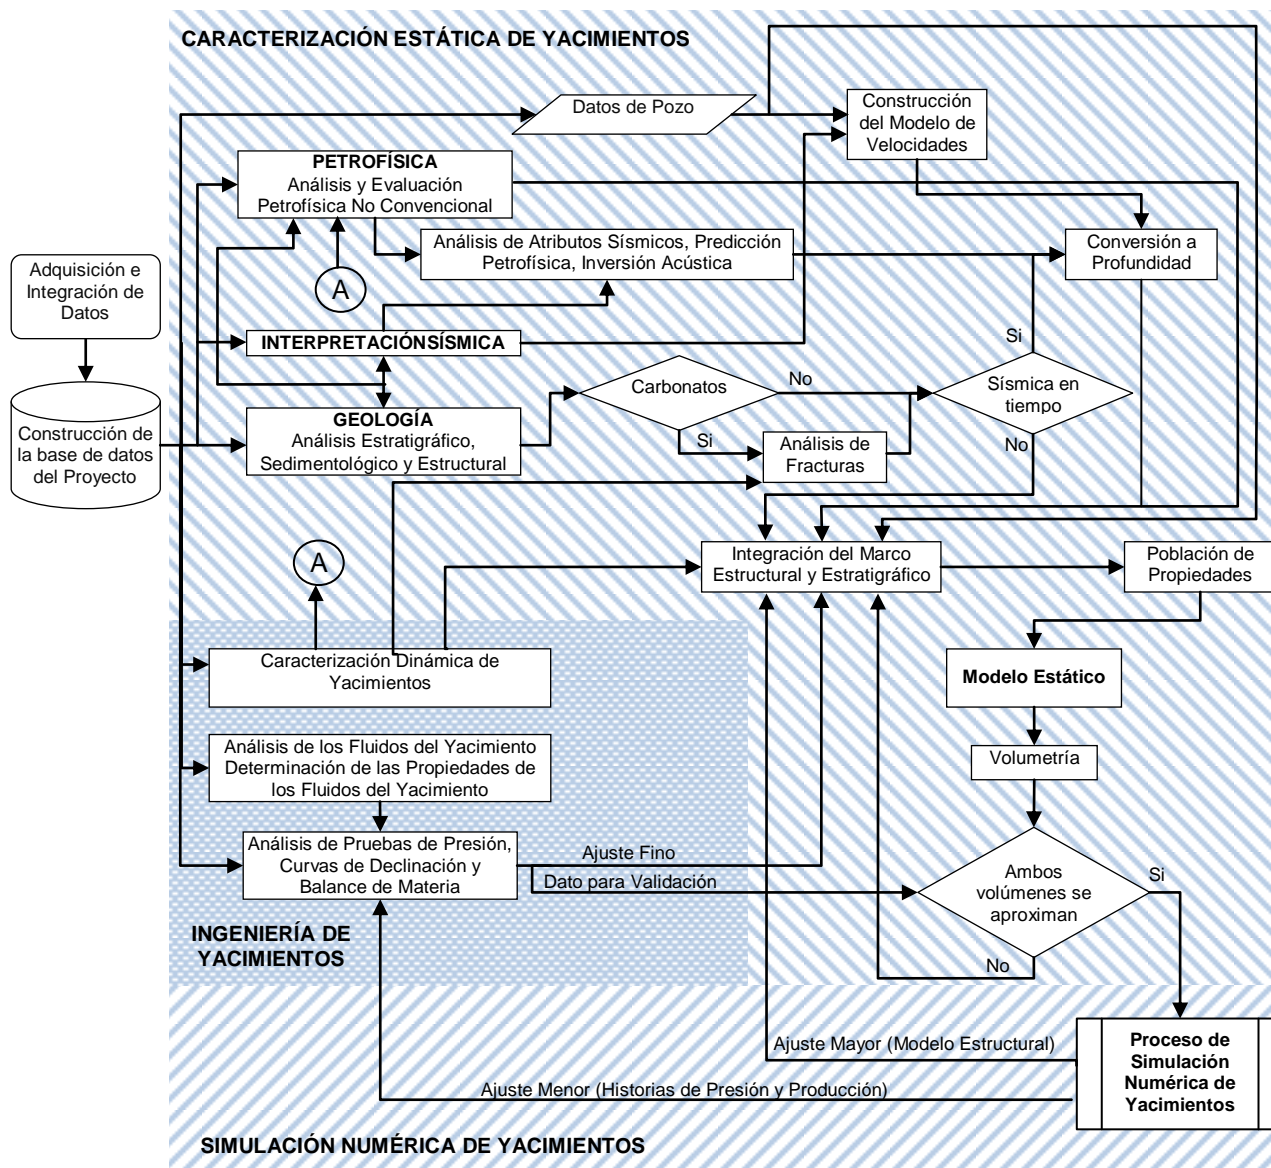 CARACTERIZACIÓN ESTÁTICA DE YACIMIENTOS
Datos de Pozo
Construcción
del Modelo de
Velocidades
PETROFÍSICA
Análisis y Evaluación
Petrofísica No Convencional
Análisis de Atributos Sísmicos, Predicción
Petrofísica, Inversión Acústica
Conversión a
Profundidad
Adquisición e
Integración de
Datos
A
INTERPRETACIÓNSÍSMICA
Si
Carbonatos
No
Sísmica en
tiempo
GEOLOGÍA
Análisis Estratigráfico,
Sedimentológico y Estructural
Si
Análisis de
Fracturas
No
Construcción de
la base de datos
del Proyecto
A
Integración del Marco
Estructural y Estratigráfico
Población de
Propiedades
Caracterización Dinámica de
Yacimientos
Modelo Estático
Análisis de los Fluidos del Yacimiento
Determinación de las Propiedades de
los Fluidos del Yacimiento
Volumetría
Análisis de Pruebas de Presión,
Curvas de Declinación y
Balance de Materia
Ajuste Fino
Dato para Validación
Ambos
volúmenes se
aproximan
Si
No
INGENIERÍA DE
YACIMIENTOS
Ajuste Mayor (Modelo Estructural)
Proceso de
Simulación
Numérica de
Yacimientos
Ajuste Menor (Historias de Presión y Producción)
SIMULACIÓN NUMÉRICA DE YACIMIENTOS